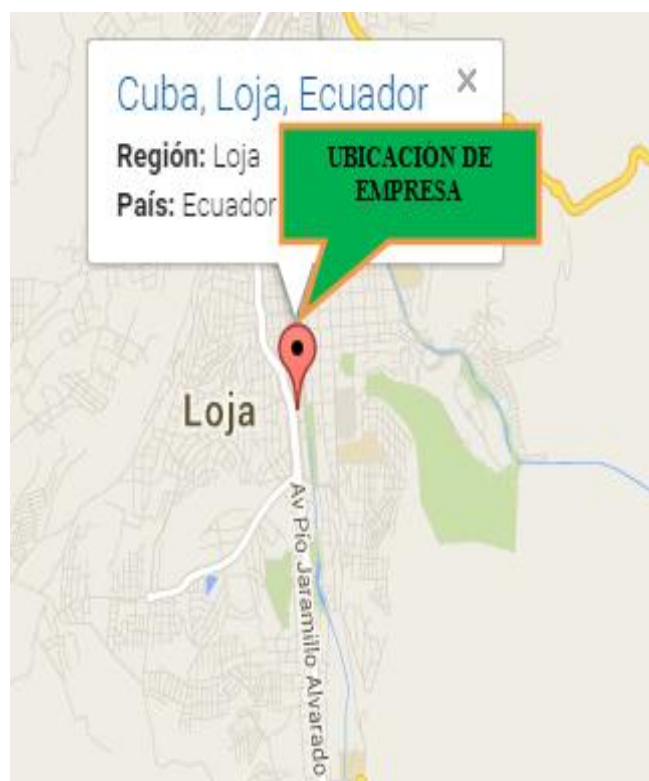 Cuba, Loja, Ecuador
×
Región: Loja
País: Ecuador
UBICACIÓN DE
EMPRESA
Loja
Av Pío Jaramillo Alvarado